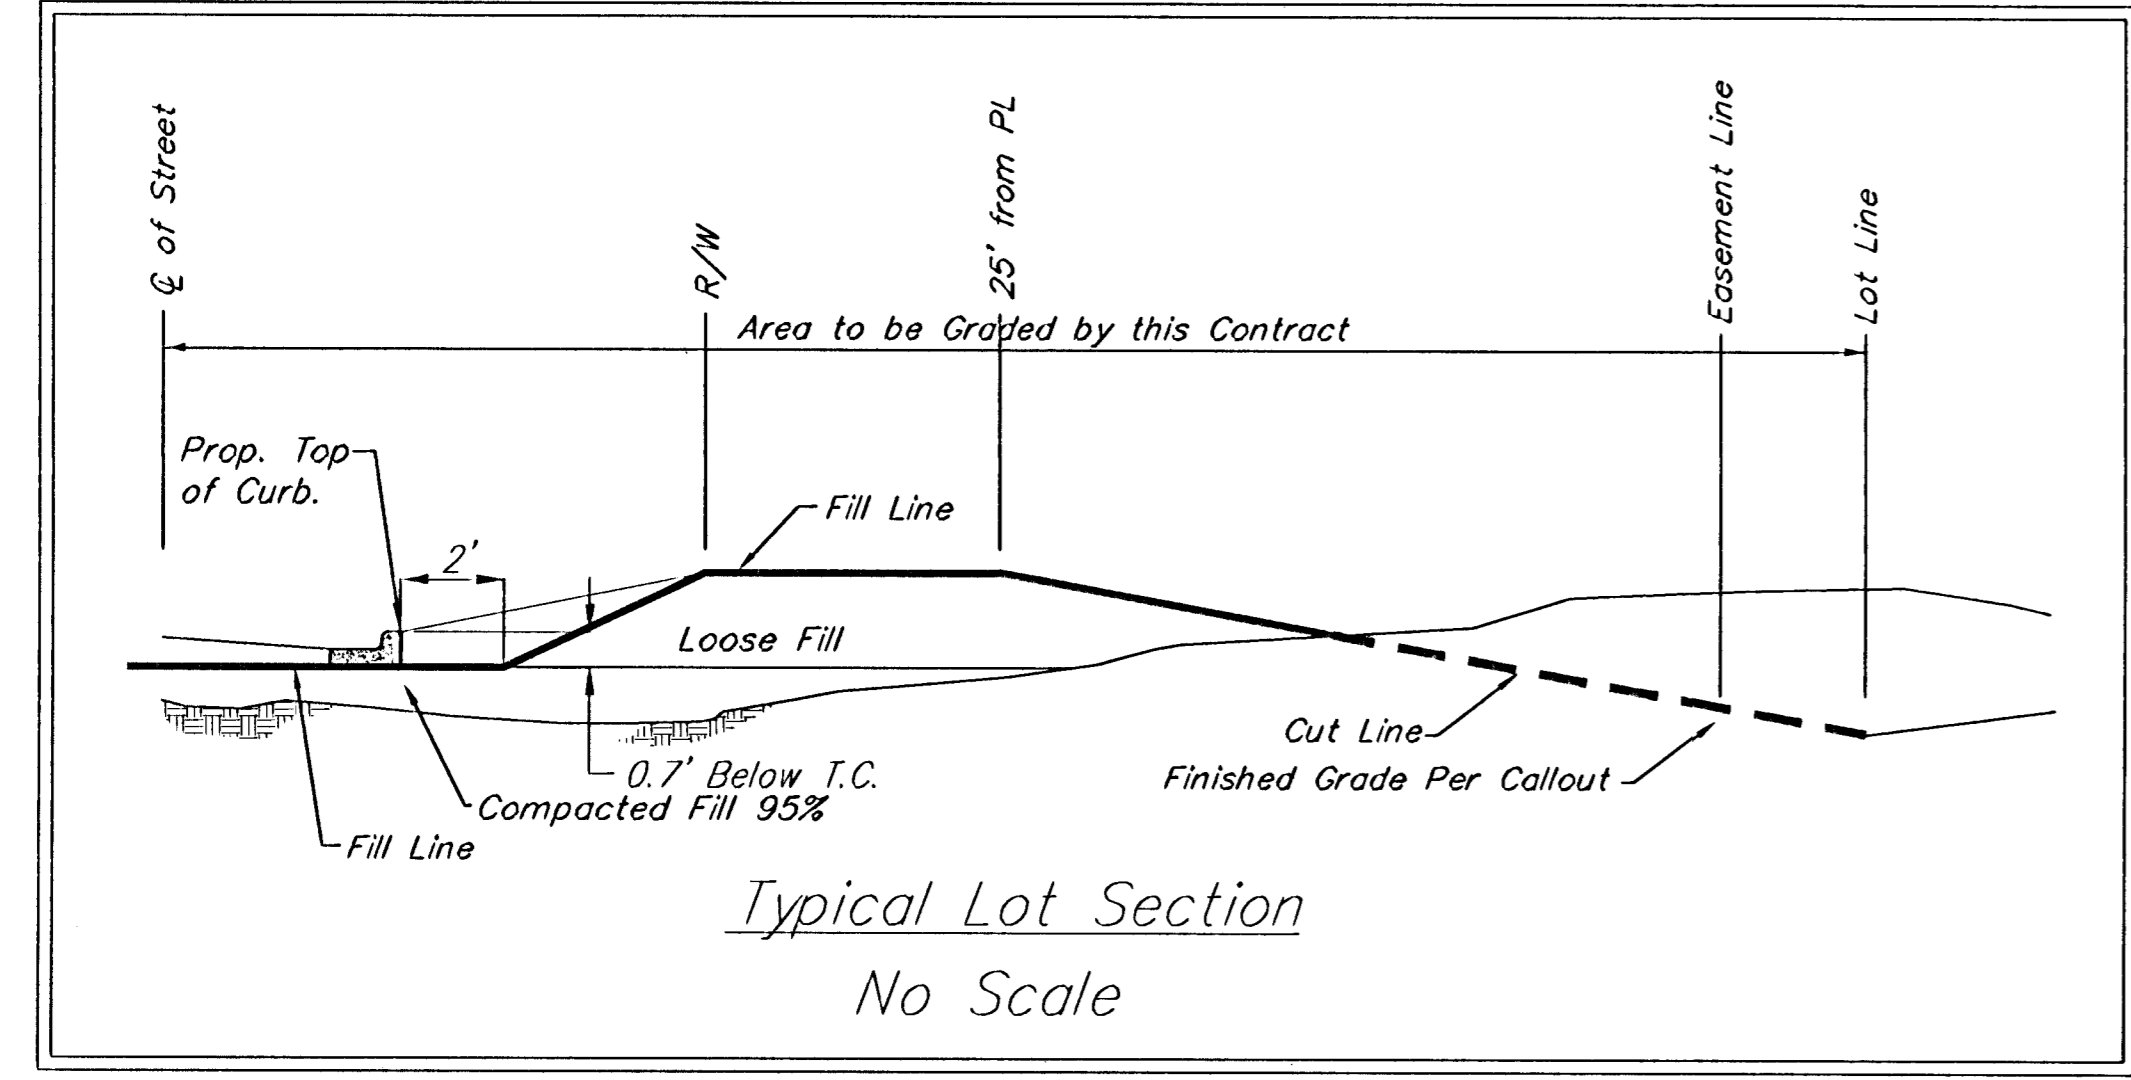 ℄ of Street
R/W
25' from PL
Easement Line
Lot Line
Area to be Graded by this Contract
Prop. Top
of Curb.
2'
Fill Line
Loose Fill
Cut Line
0.7' Below T.C.
Finished Grade Per Callout
Compacted Fill 95%
Fill Line
Typical Lot Section
No Scale